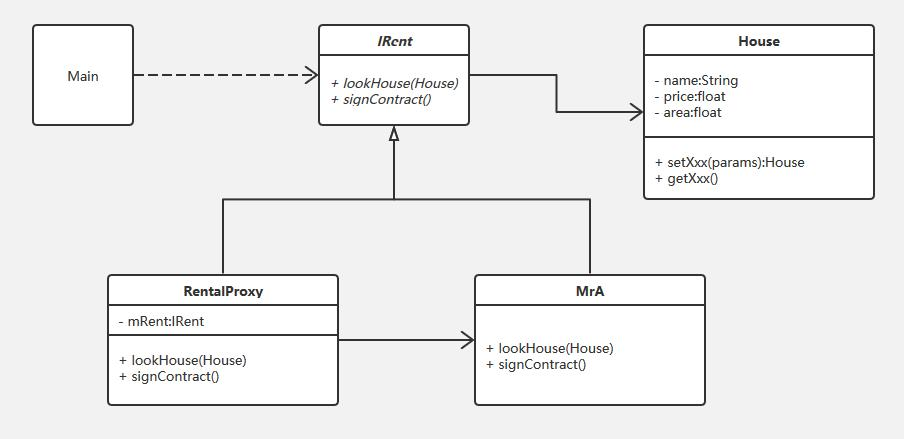 Main
IRent
+ lookHouse(House)
+ signContract()
House
- name:String
- price:float
- area:float
+ setXxx(params):House
+ getXxx()
RentalProxy
- mRent:IRent
+ lookHouse(House)
+ signContract()
MrA
+ lookHouse(House)
+ signContract()